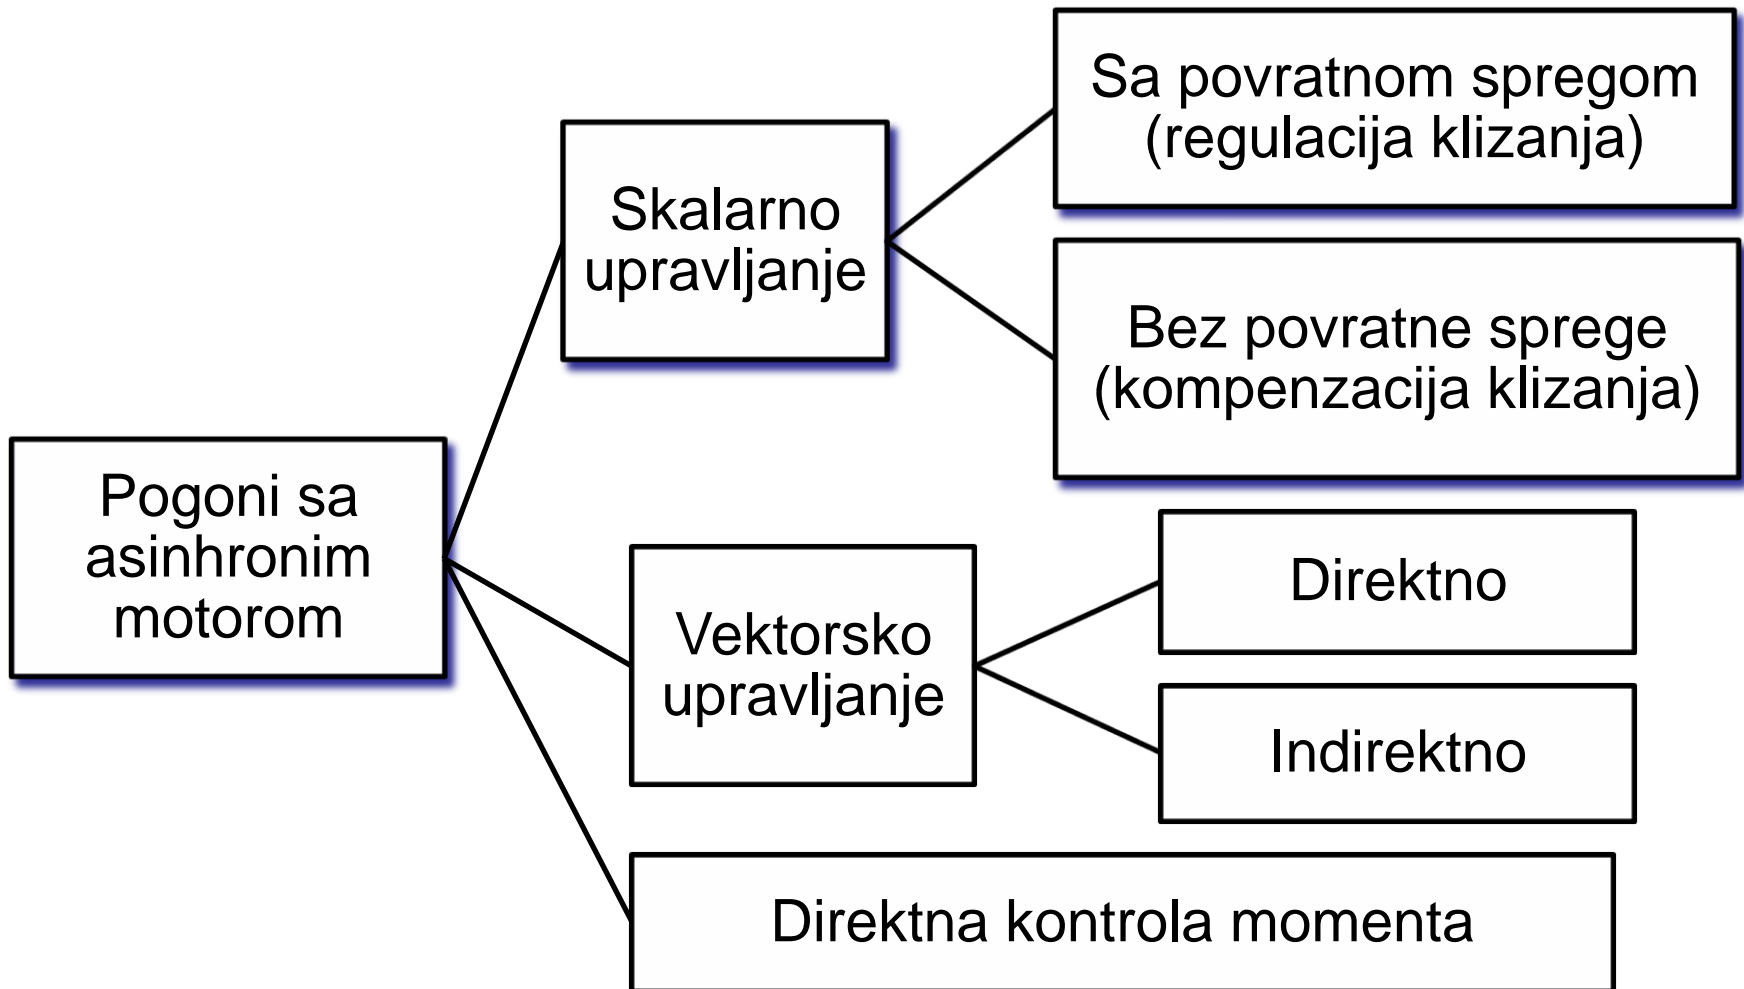 Sa povratnom spregom
(regulacija klizanja)
Skalarno
upravljanje
Bez povratne sprege
(kompenzacija klizanja)
Pogoni sa
asinhronim
motorom
Direktno
Vektorsko
upravljanje
Indirektno
Direktna kontrola momenta